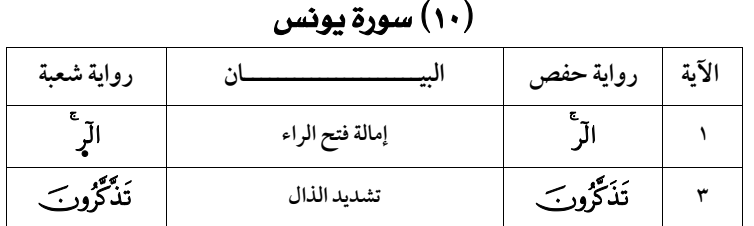 (١٠) سورة يونس
الآية رواية حفص البيـــــــــان رواية شعبة
١ الٓرۚ إمالة فتح الراء الٓرۚ
٣ تَذَكَّرُونَ تشديد الذال تَذَّكَّرُونَ